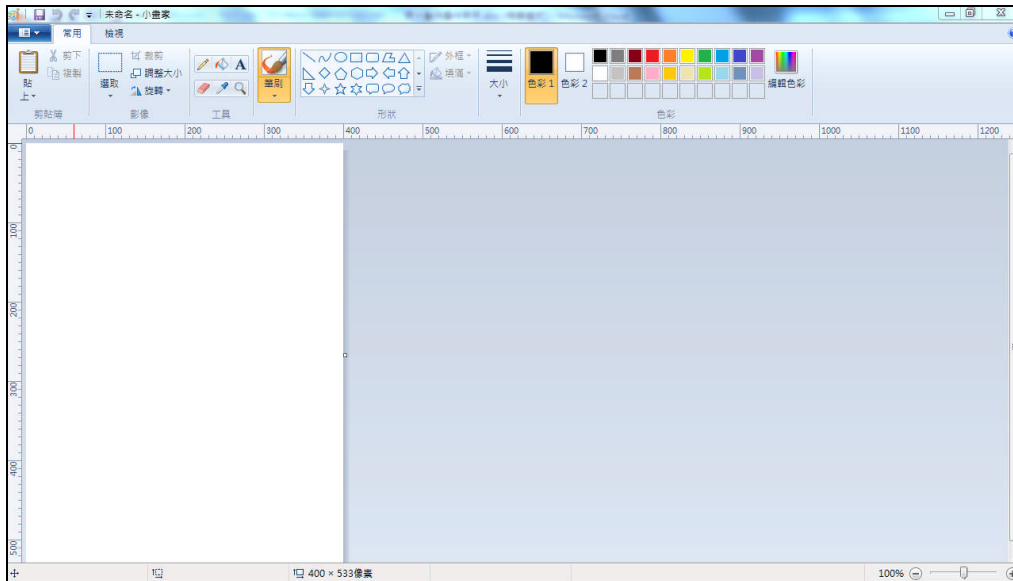 未命名 - 小畫家
常用 檢視
貼上 剪下 複製
剪貼簿
選取 裁剪 調整大小 旋轉
影像
A
工具
筆刷
外框 填滿
形狀
大小
色彩 1 色彩 2 編輯色彩
色彩
0 100 200 300 400 500 600 700 800 900 1000 1100 1200
0
100
200
300
400
500
400 × 533像素 100%